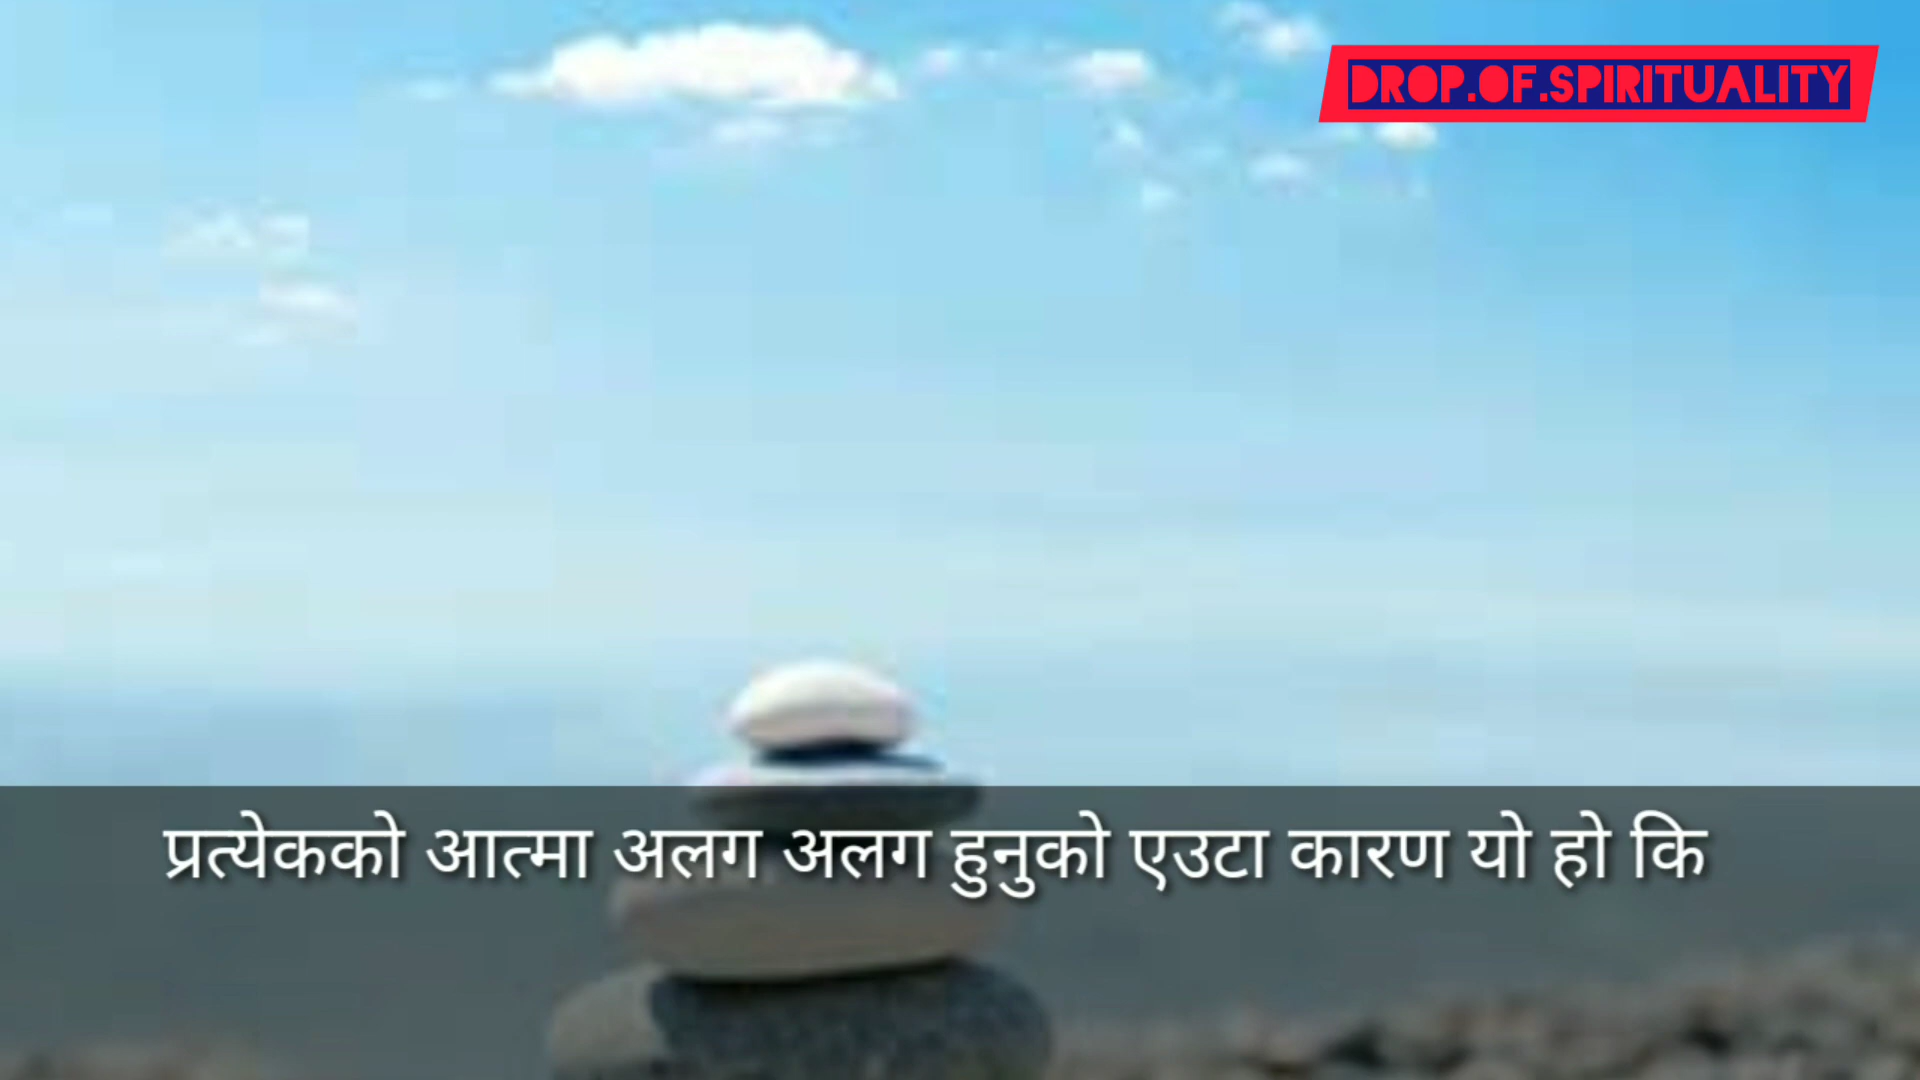 DROP.OF.SPIRITUALITY
प्रत्येकको आत्मा अलग अलग हुनुको एउटा कारण यो हो कि